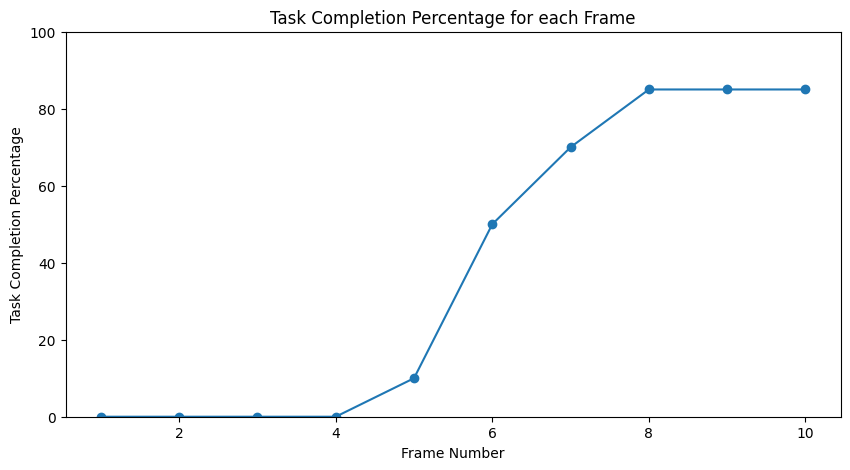 Task Completion Percentage for each Frame
100
80
60
40
20
0
Task Completion Percentage
2 4 6 8 10
Frame Number